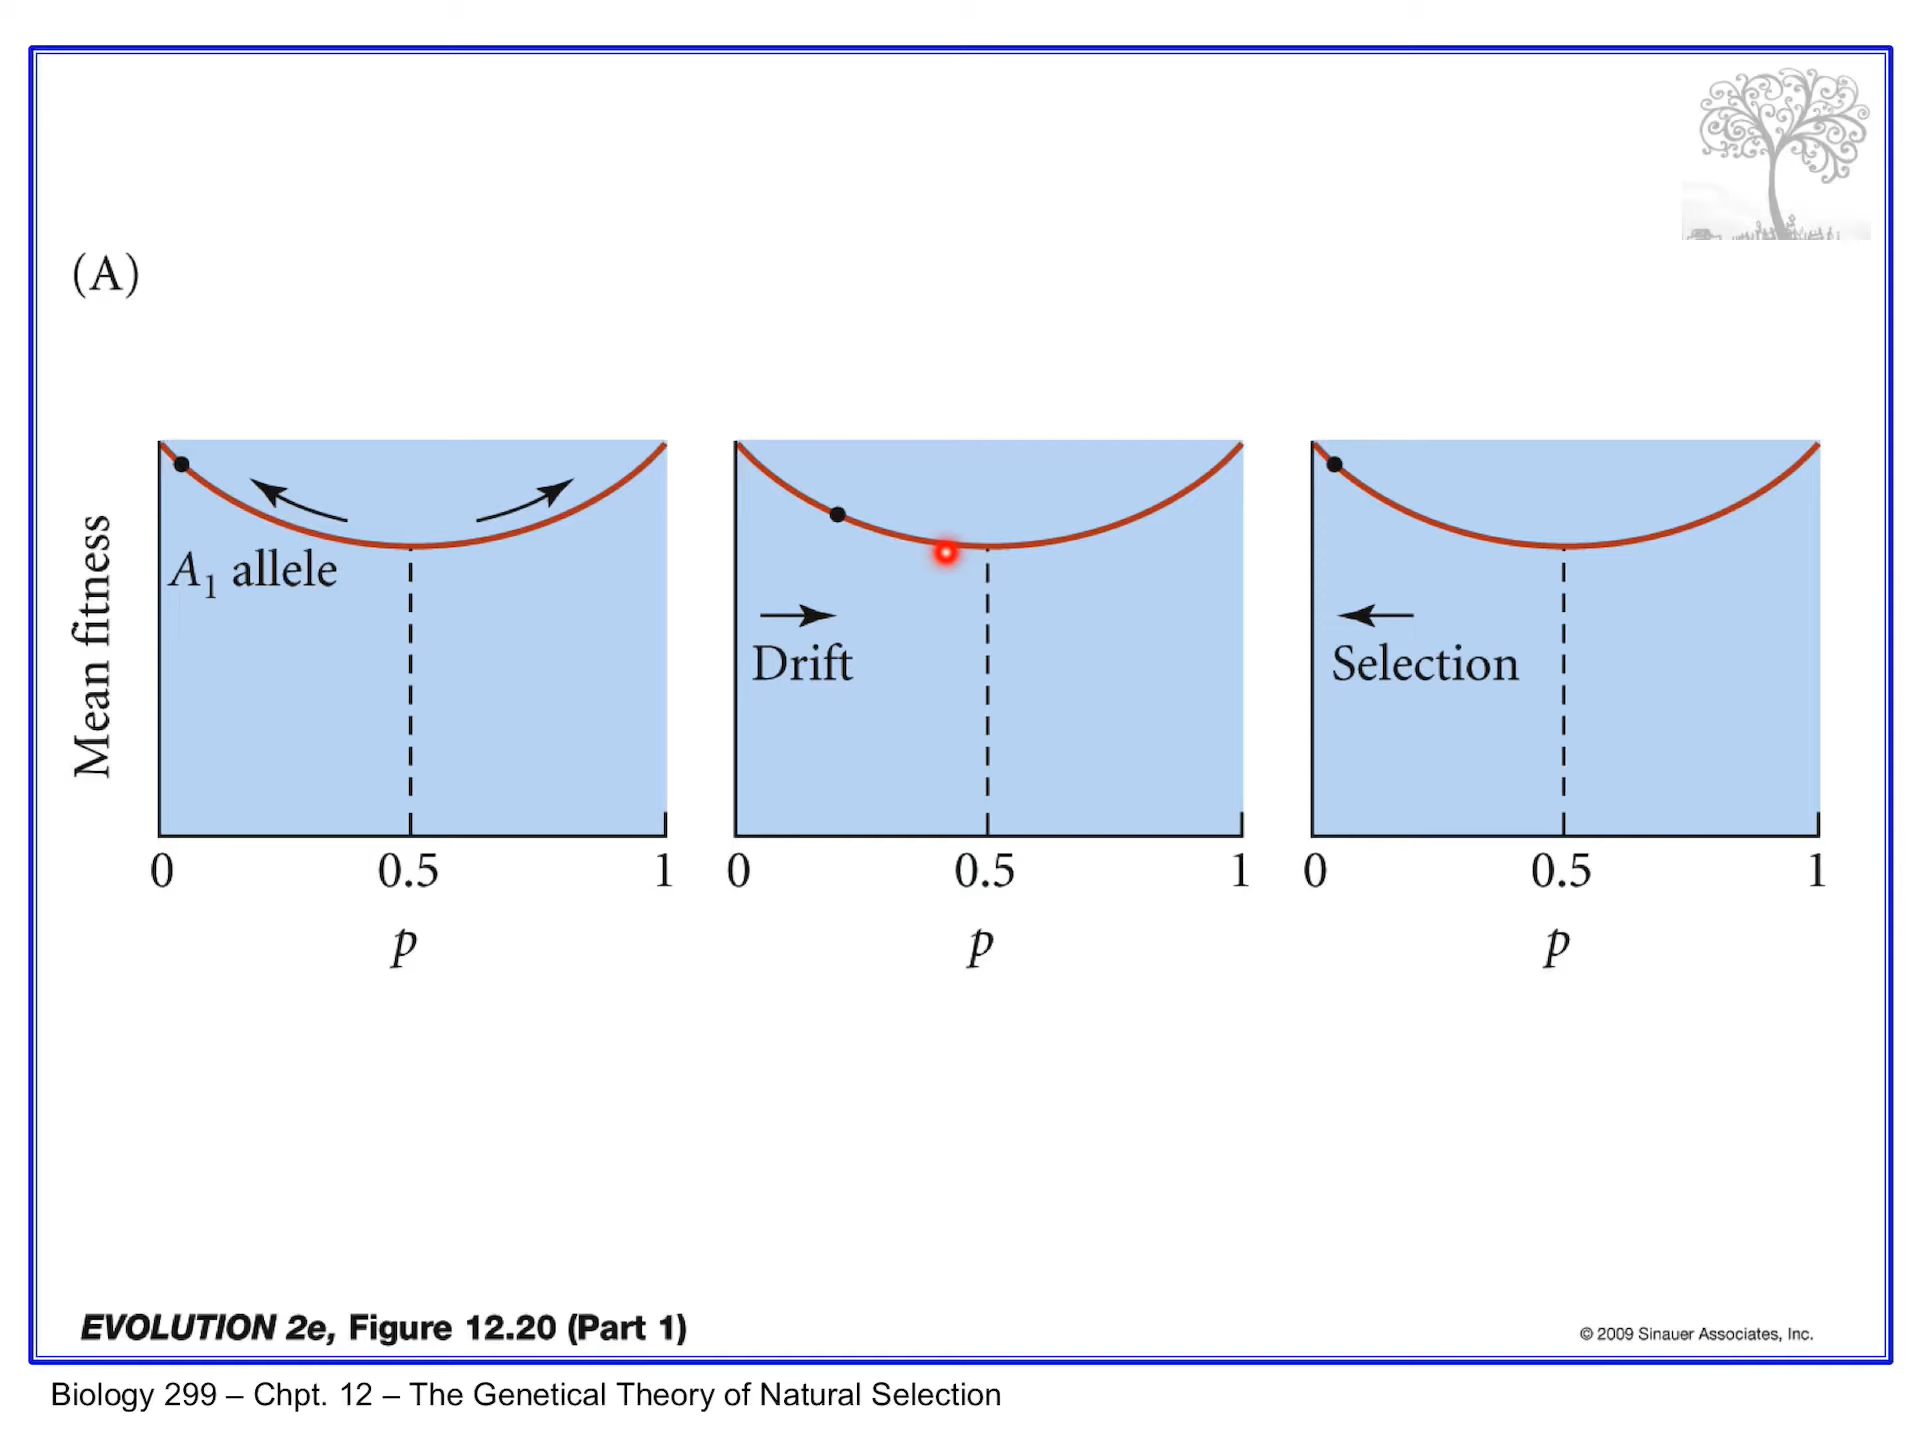 (A)
Mean fitness
A1 allele
0
0.5
1
p
Drift
0
0.5
1
p
Selection
0
0.5
1
p
EVOLUTION 2e, Figure 12.20 (Part 1)
© 2009 Sinauer Associates, Inc.
Biology 299 – Chpt. 12 – The Genetical Theory of Natural Selection